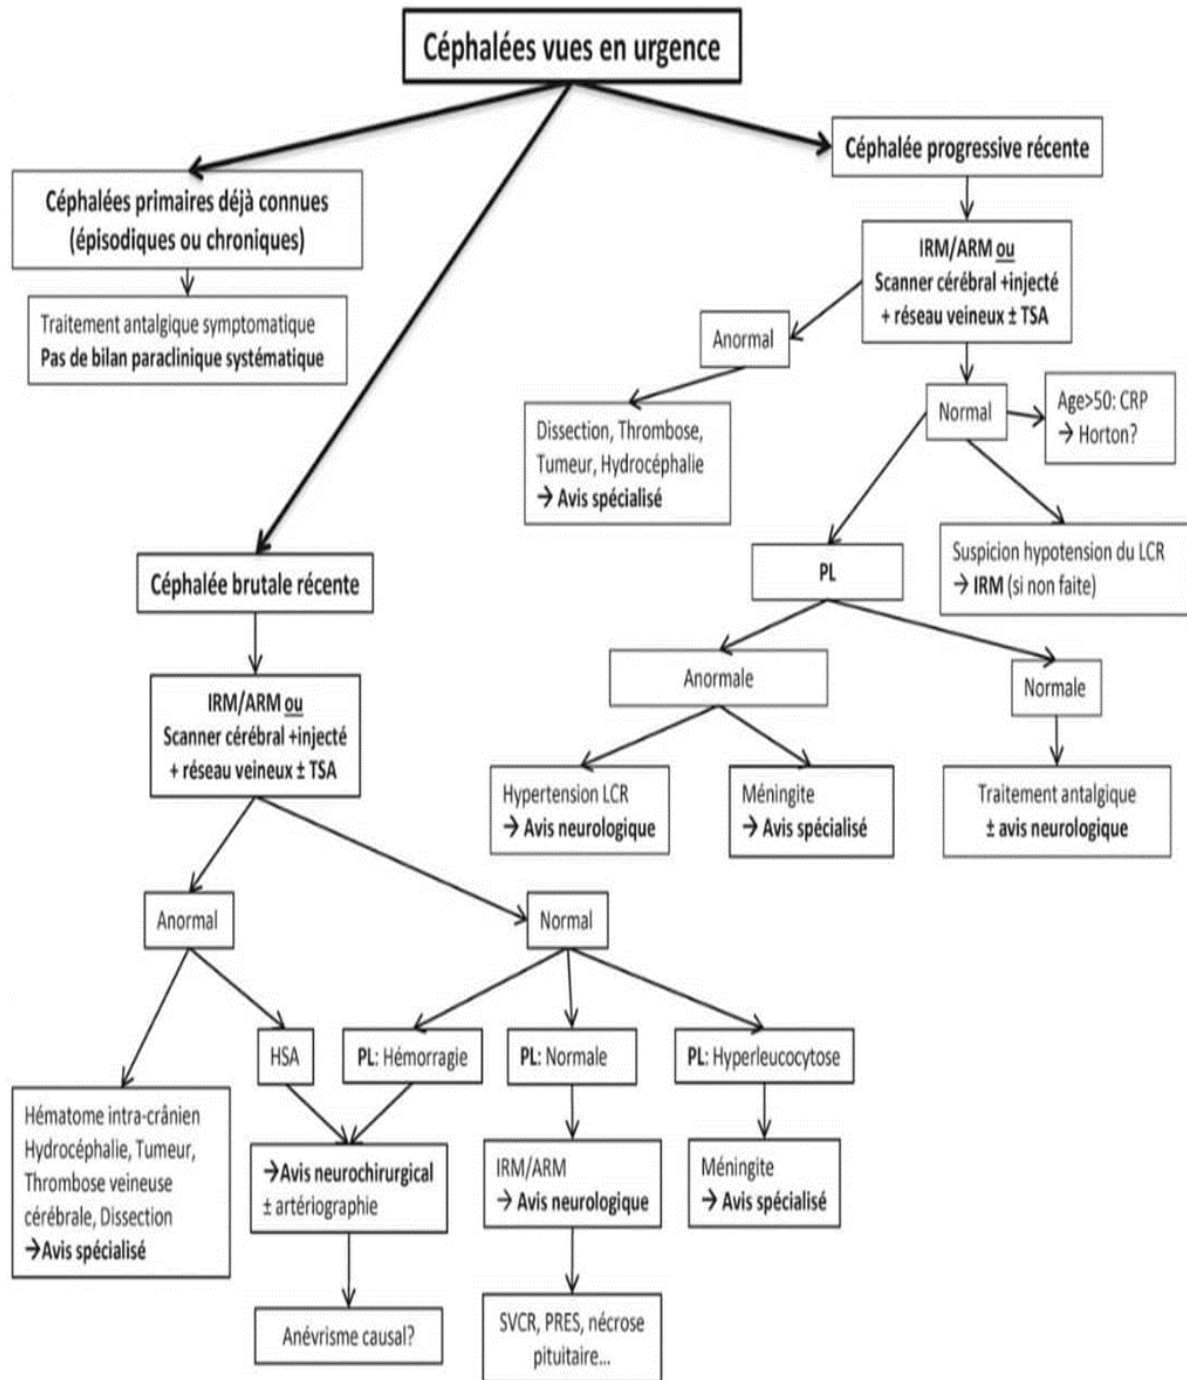 Céphalées vues en urgence
Céphalées primaires déjà connues
(épisodiques ou chroniques)
Traitement antalgique symptomatique
Pas de bilan paraclinique systématique
Céphalée progressive récente
IRM/ARM ou
Scanner cérébral +injecté
+ réseau veineux ± TSA
Anormal
Dissection, Thrombose,
Tumeur, Hydrocéphalie
→ Avis spécialisé
Normal
Age>50: CRP
→ Horton?
Suspicion hypotension du LCR
→ IRM (si non faite)
PL
Anormale
Normale
Hypertension LCR
→ Avis neurologique
Méningite
→ Avis spécialisé
Traitement antalgique
± avis neurologique
Céphalée brutale récente
IRM/ARM ou
Scanner cérébral +injecté
+ réseau veineux ± TSA
Anormal
Normal
HSA
PL: Hémorragie
PL: Normale
PL: Hyperleucocytose
Hématome intra-crânien
Hydrocéphalie, Tumeur,
Thrombose veineuse
cérébrale, Dissection
→Avis spécialisé
→Avis neurochirurgical
± artériographie
IRM/ARM
→ Avis neurologique
Méningite
→ Avis spécialisé
Anévrisme causal?
SVCR, PRES, nécrose
pituitaire...